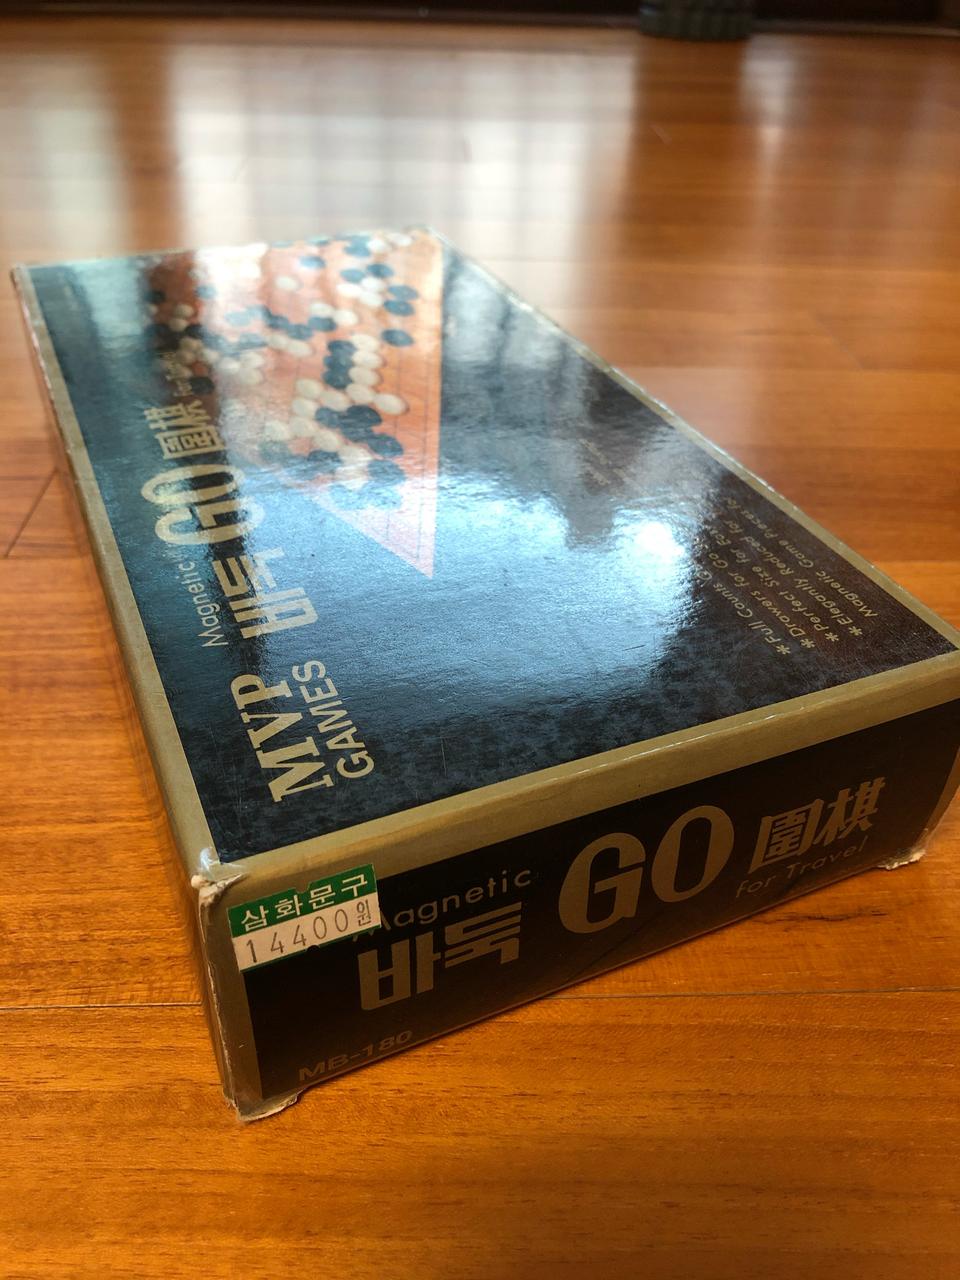 MVP
GAMES
Magnetic
바둑 GO 圍棋
for Travel
*Full Counts
*Drawers for Go
*Perfect Size for
*Elegantly Reduced for
Magnetic Game Pieces
삼화문구
14400원
Magnetic
바둑 GO 圍棋
for Travel
MB-180